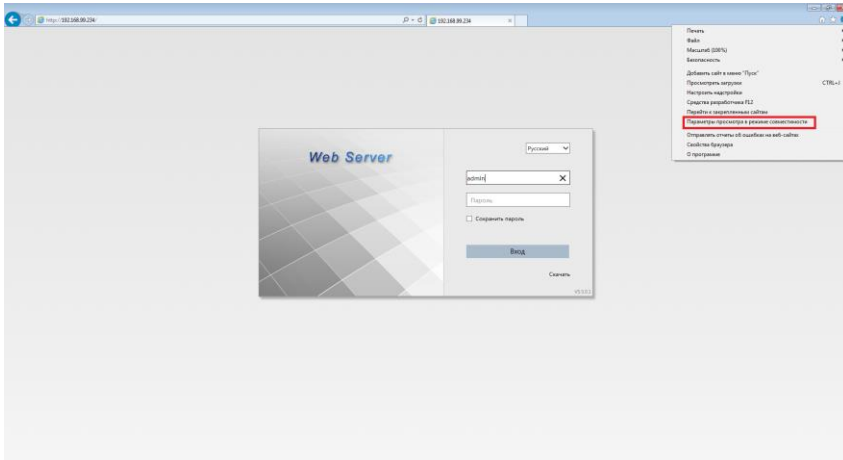 http://192.168.99.234/
192.168.99.234
Печать
Файл
Масштаб (100%)
Безопасность
Добавить сайт в меню "Пуск"
Просмотреть загрузки CTRL+J
Настроить надстройки
Средства разработчика F12
Перейти к закрепленным сайтам
Параметры просмотра в режиме совместимости
Отправлять отчеты об ошибках на веб-сайтах
Свойства браузера
О программе
Web Server
Русский
admin
Пароль
Сохранить пароль
Вход
Скачать